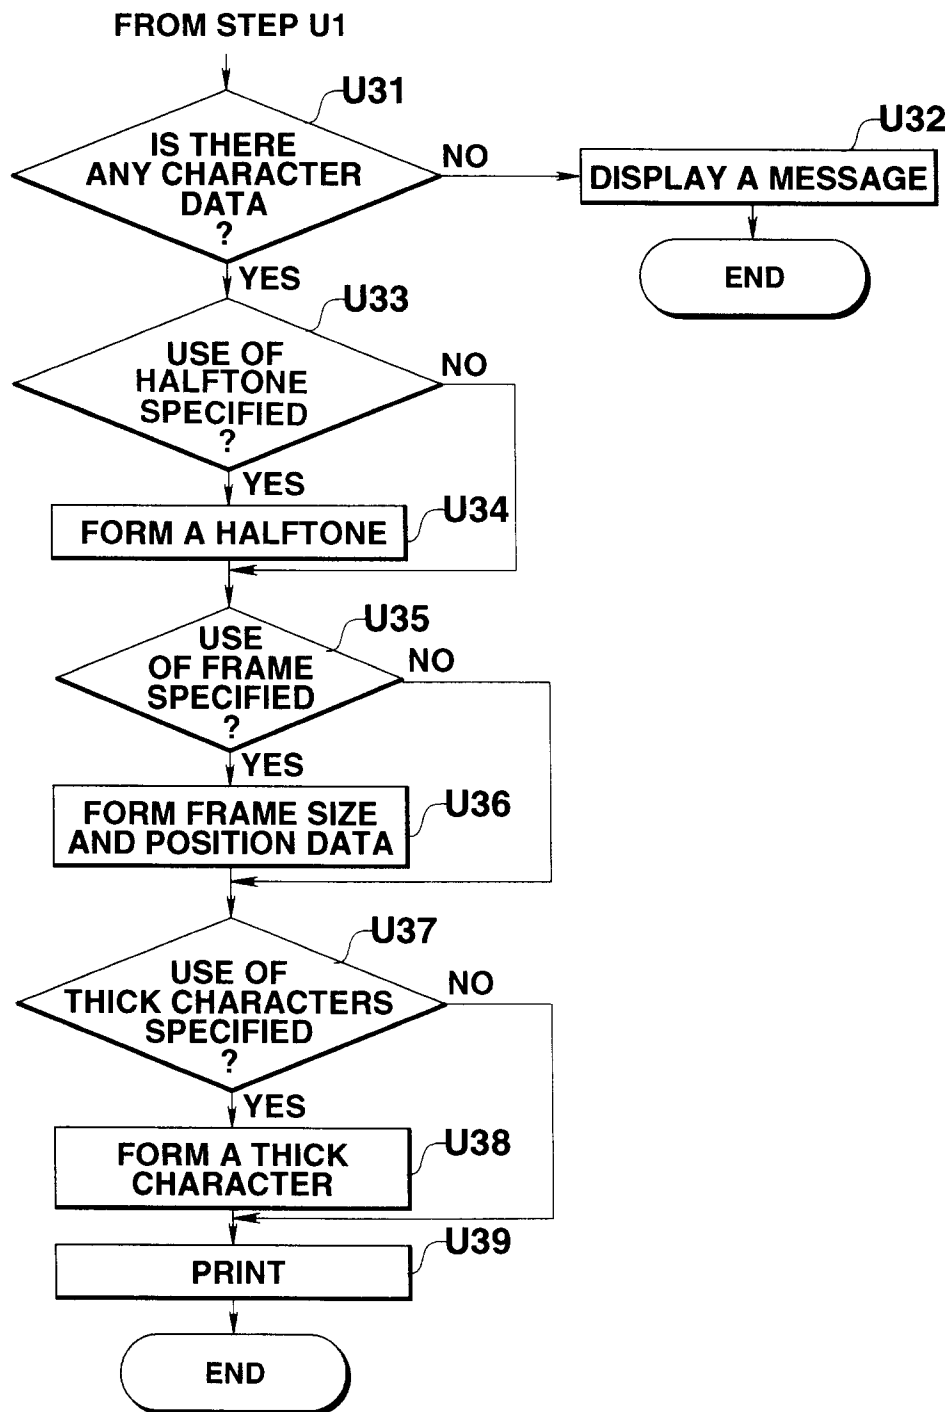 FROM STEP U1
U31
IS THERE
ANY CHARACTER
DATA
?
NO
U32
DISPLAY A MESSAGE
END
YES
U33
USE OF
HALFTONE
SPECIFIED
?
NO
YES
U34
FORM A HALFTONE
U35
USE
OF FRAME
SPECIFIED
?
NO
YES
U36
FORM FRAME SIZE
AND POSITION DATA
U37
USE OF
THICK CHARACTERS
SPECIFIED
?
NO
YES
U38
FORM A THICK
CHARACTER
U39
PRINT
END